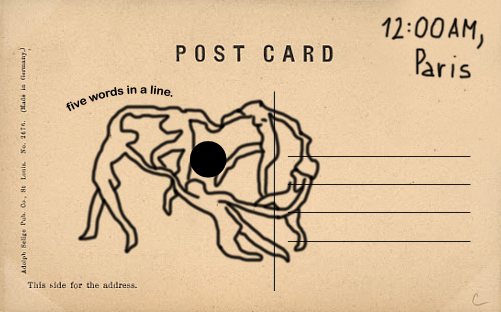 12:00AM,
Paris
POST CARD
five words in a line.
Adolph Selige Pub. Co., St Louis. No. 2476. (Made in Germany.)
This side for the address.
C